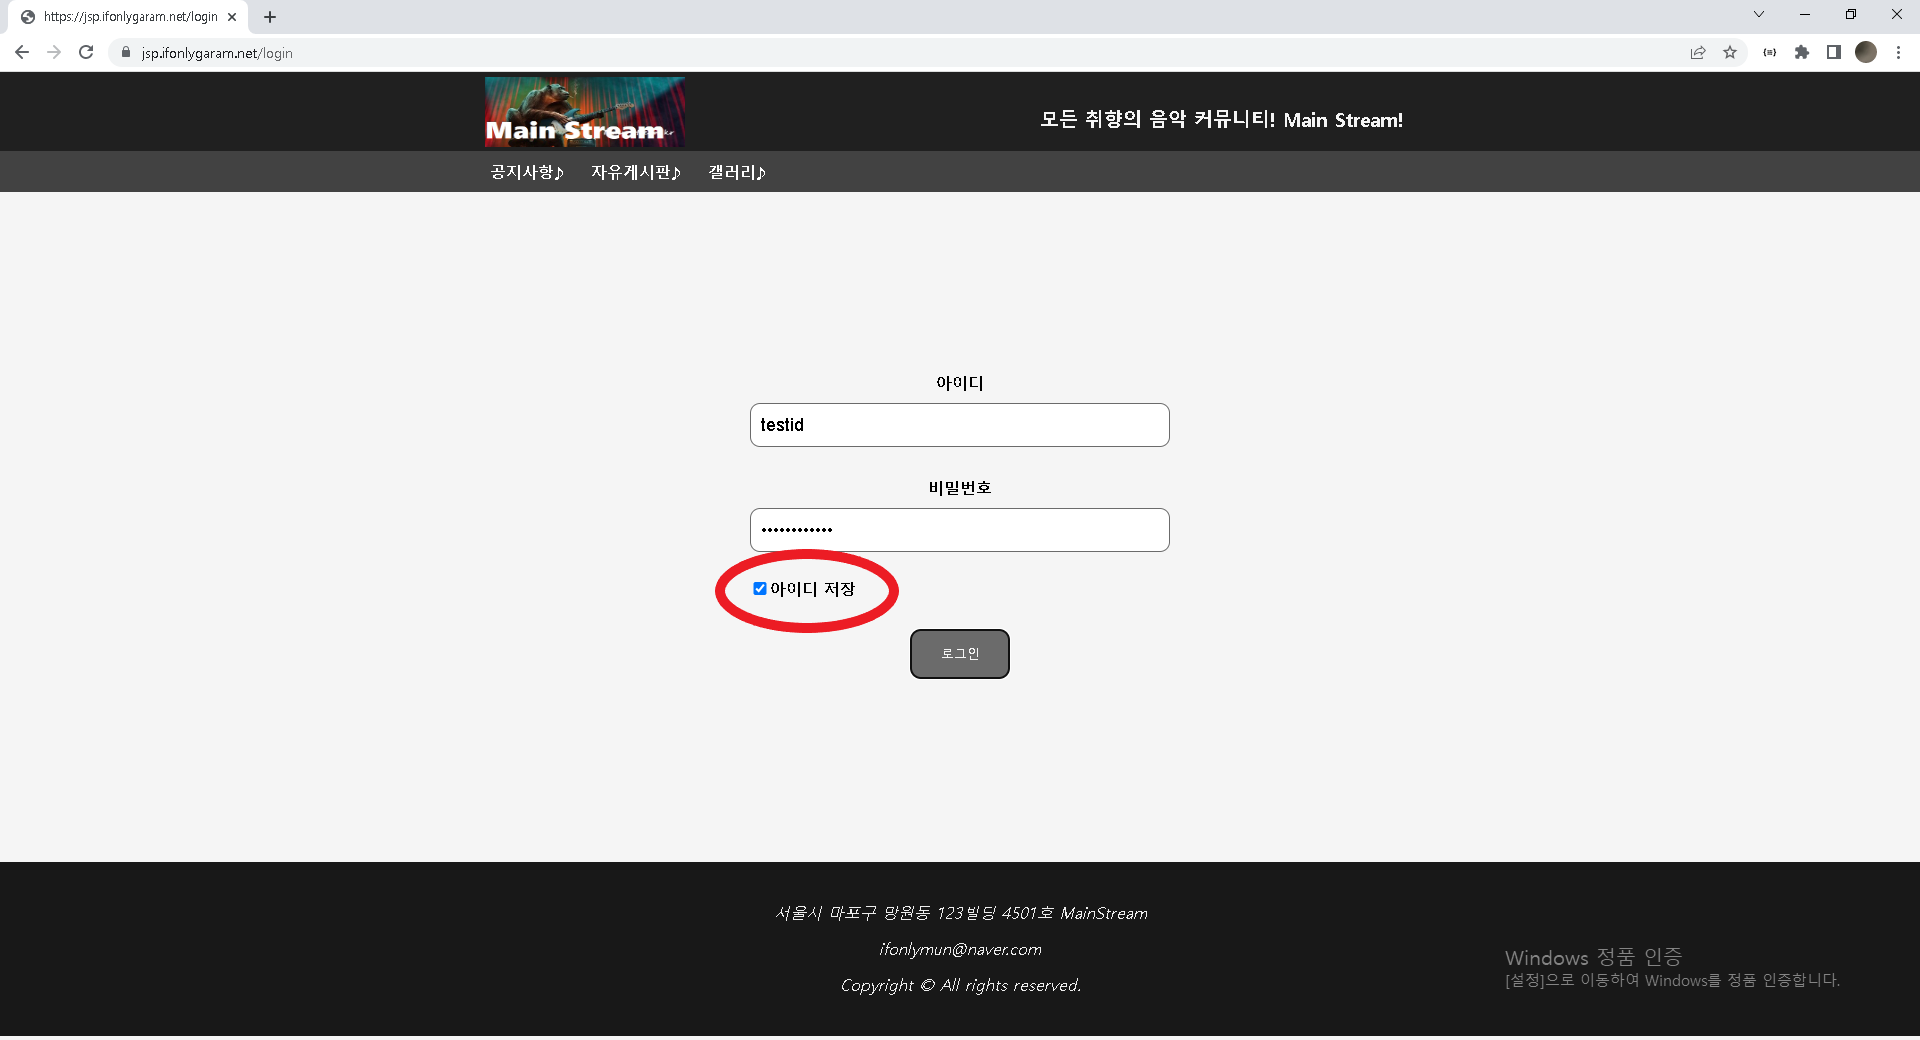 https://jsp.ifonlygaram.net/login
jsp.ifonlygaram.net/login
Main Stream
모든 취향의 음악 커뮤니티! Main Stream!
공지사항♪ 자유게시판♪ 갤러리♪
아이디
testid
비밀번호
••••••••••••
아이디 저장
로그인
서울시 마포구 망원동 123빌딩 4501호 MainStream
ifonlymun@naver.com
Copyright © All rights reserved.
Windows 정품 인증
[설정]으로 이동하여 Windows를 정품 인증합니다.